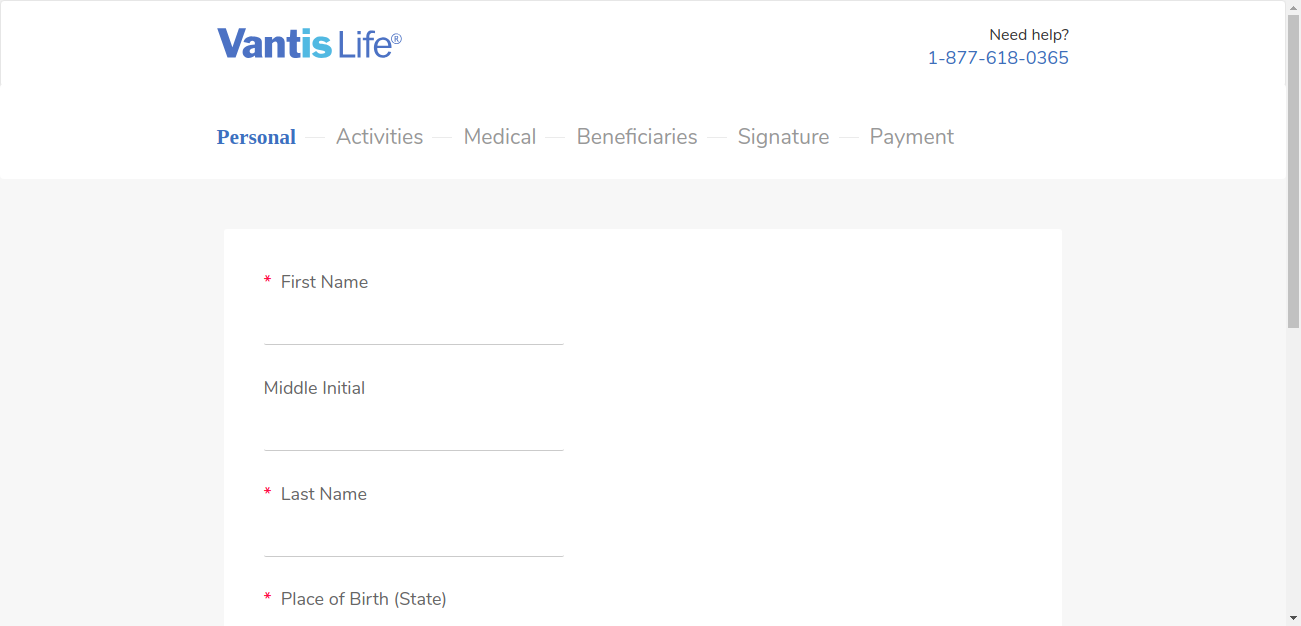 Vantis Life®
Need help?
1-877-618-0365
Personal Activities Medical Beneficiaries Signature Payment
* First Name
Middle Initial
* Last Name
* Place of Birth (State)